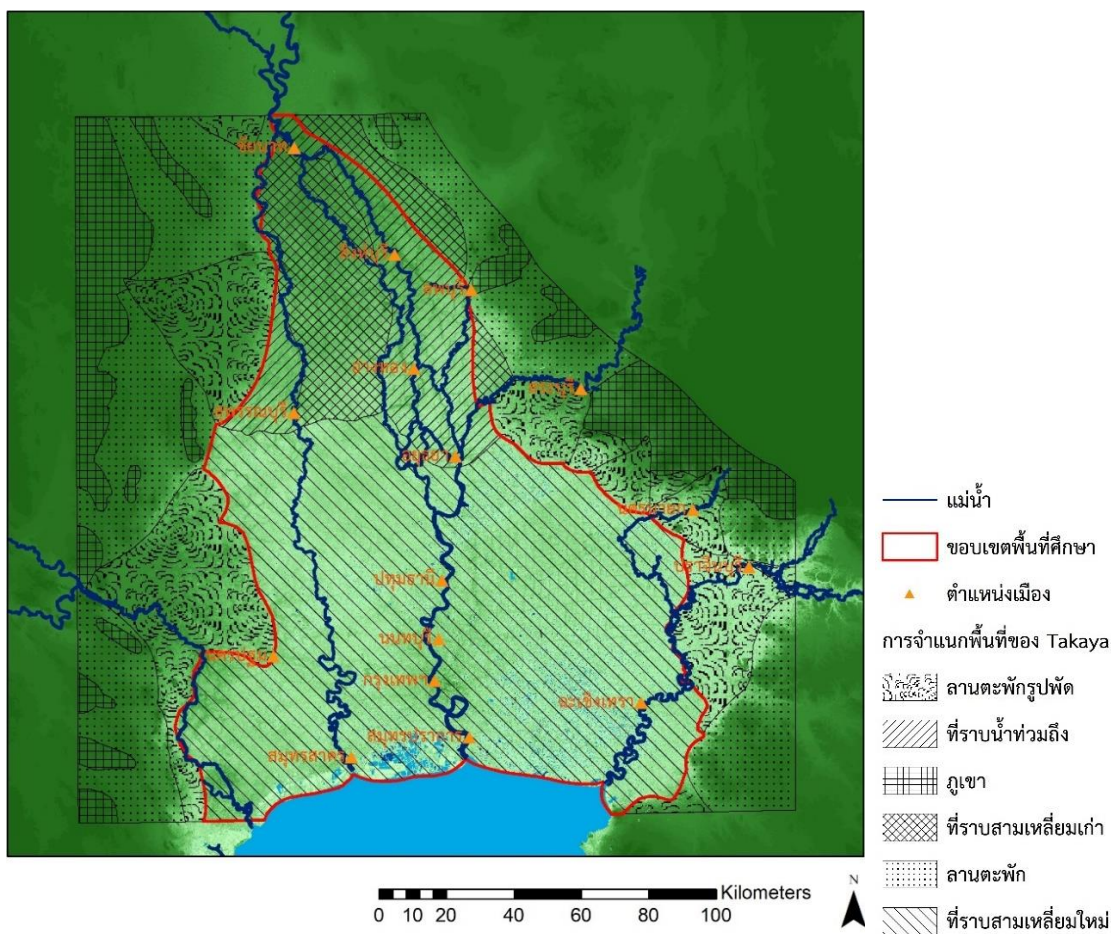 ชัยนาท
สิงห์บุรี
ลพบุรี
อ่างทอง
สระบุรี
สุพรรณบุรี
อยุธยา
นครนายก
ปราจีนบุรี
ปทุมธานี
นนทบุรี
นครปฐม
กรุงเทพฯ
ฉะเชิงเทรา
สมุทรปราการ
สมุทรสาคร
แม่น้ำ
ขอบเขตพื้นที่ศึกษา
ตำแหน่งเมือง
การจำแนกพื้นที่ของ Takaya
ลานตะพักรูปพัด
ที่ราบน้ำท่วมถึง
ภูเขา
ที่ราบสามเหลี่ยมเก่า
ลานตะพัก
ที่ราบสามเหลี่ยมใหม่
Kilometers
0 10 20 40 60 80 100
N